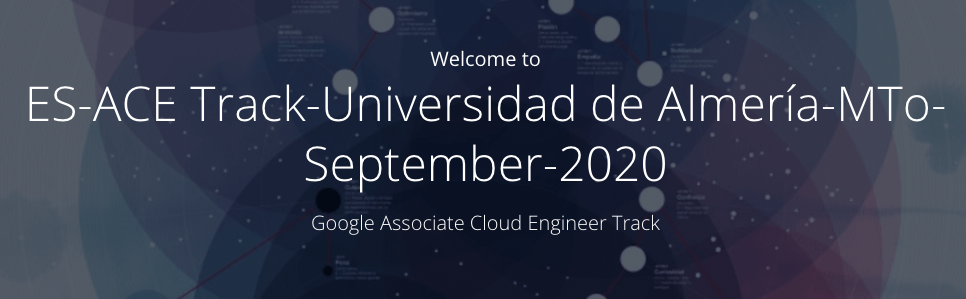 Welcome to
ES-ACE Track-Universidad de Almería-MTo-
September-2020
Google Associate Cloud Engineer Track